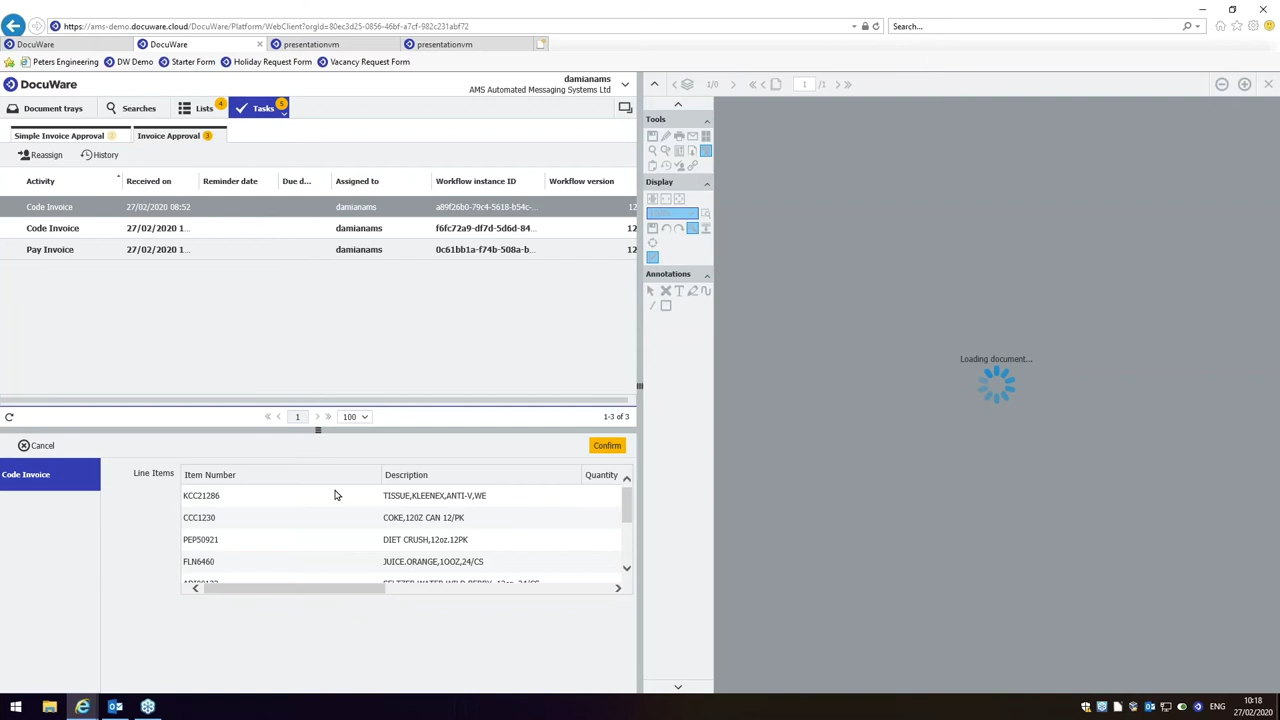 https://ams-demo.docuware.cloud/DocuWare/Platform/WebClient?orgId=80ec3d25-0856-46bf-a7cf-982c231abf72
Search...
DocuWare
DocuWare
presentationvm
presentationvm
Peters Engineering
DW Demo
Starter Form
Holiday Request Form
Vacancy Request Form
DocuWare
damianams
AMS Automated Messaging Systems Ltd
1/0
1 /1
Document trays
Searches
Lists 4
Tasks 5
Simple Invoice Approval 2
Invoice Approval 3
Reassign
History
Activity Received on Reminder date Due d... Assigned to Workflow instance ID Workflow version
Code Invoice 27/02/2020 08:52 damianams a89f26b0-79c4-5618-b54c-... 12
Code Invoice 27/02/2020 1... damianams f6fc72a9-df7d-5d6d-84... 12
Pay Invoice 27/02/2020 1... damianams 0c61bb1a-f74b-508a-b... 12
Tools
Display
Annotations
Loading document...
1 100 1-3 of 3
Cancel
Confirm
Code Invoice
Line Items
Item Number Description Quantity
KCC21286 TISSUE,KLEENEX,ANTI-V,WE
CCC1230 COKE,120Z CAN 12/PK
PEP50921 DIET CRUSH,12oz.12PK
FLN6460 JUICE.ORANGE,1OOZ,24/CS
ENG
10:18
27/02/2020